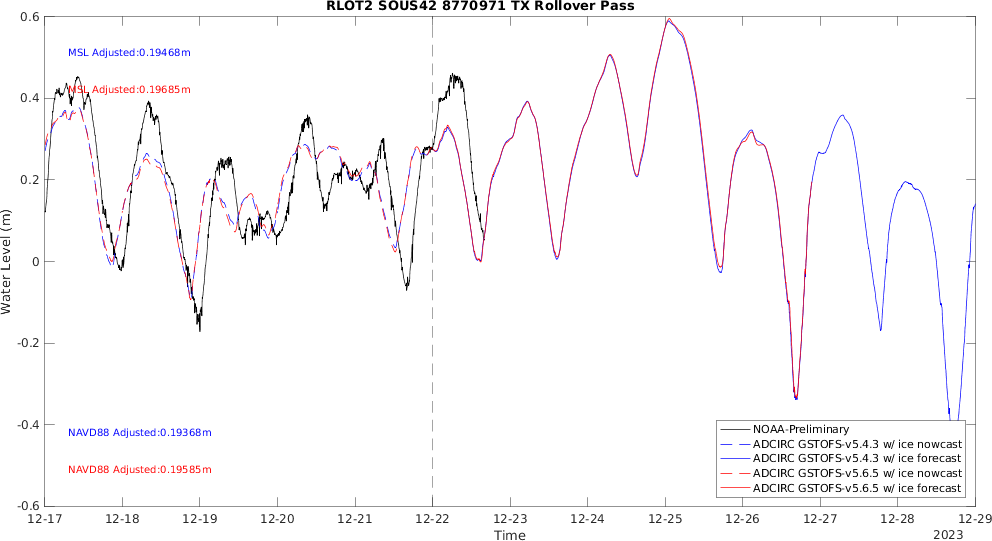 RLOT2 SOUS42 8770971 TX Rollover Pass
0.6
0.4
0.2
0
-0.2
-0.4
-0.6
Water Level (m)
MSL Adjusted:0.19468m
MSL Adjusted:0.19685m
NAVD88 Adjusted:0.19368m
NAVD88 Adjusted:0.19585m
NOAA-Preliminary
ADCIRC GSTOFS-v5.4.3 w/ ice nowcast
ADCIRC GSTOFS-v5.4.3 w/ ice forecast
ADCIRC GSTOFS-v5.6.5 w/ ice nowcast
ADCIRC GSTOFS-v5.6.5 w/ ice forecast
12-17 12-18 12-19 12-20 12-21 12-22 12-23 12-24 12-25 12-26 12-27 12-28 12-29
Time
2023